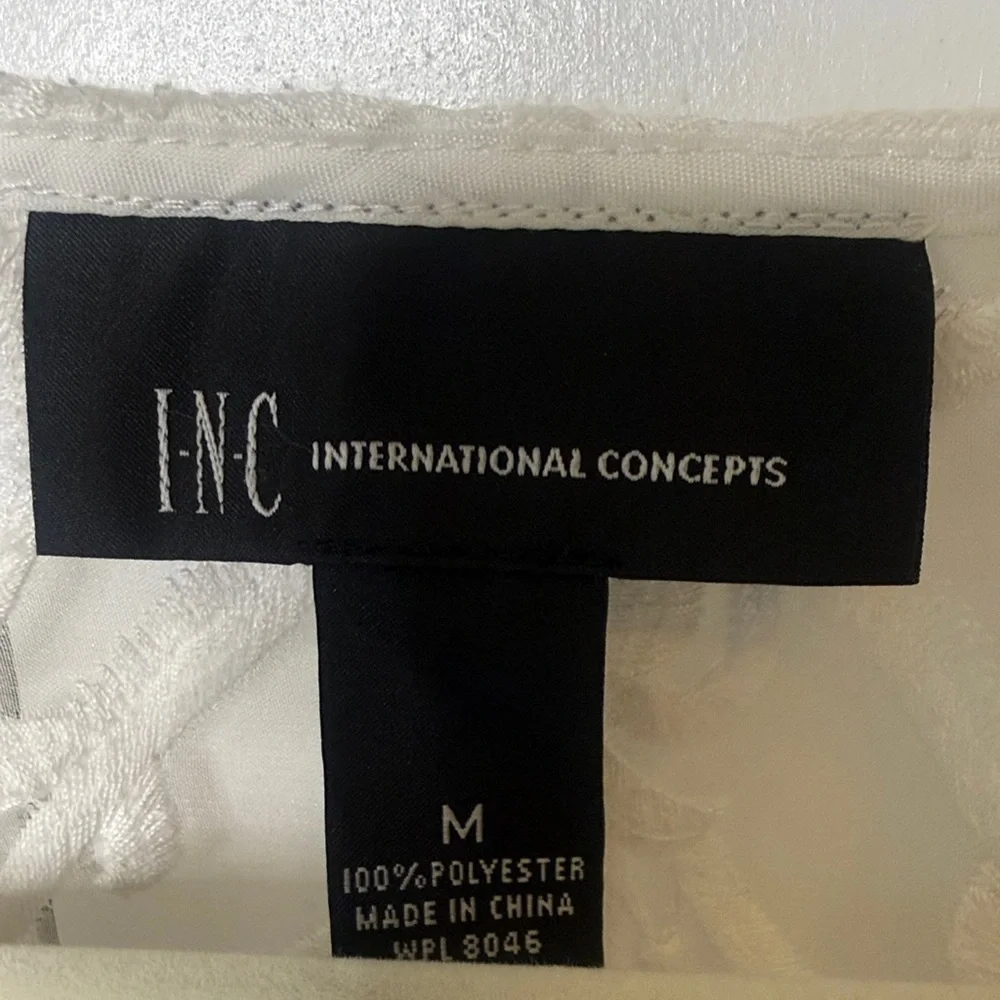 I-N-C INTERNATIONAL CONCEPTS
M
100% POLYESTER
MADE IN CHINA
WPL 8046